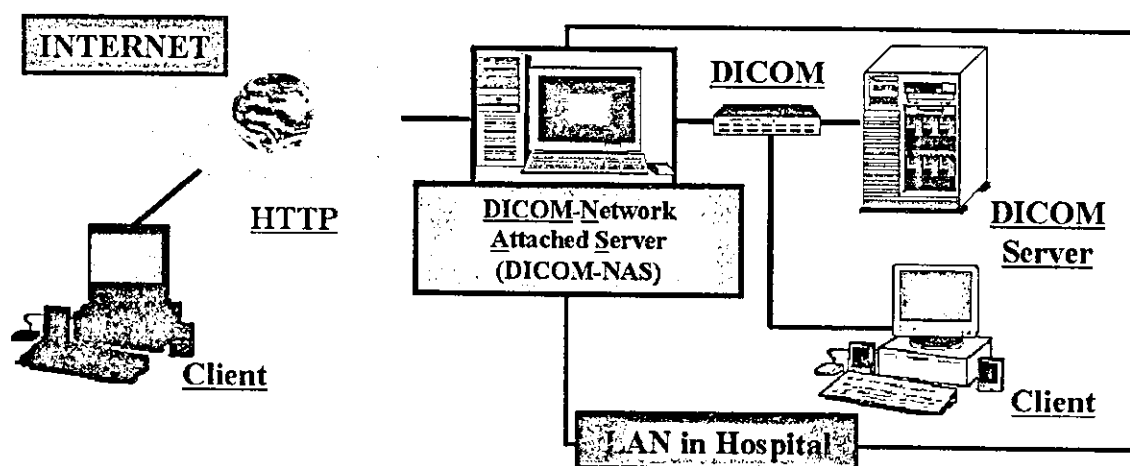 INTERNET
HTTP
Client
DICOM-Network
Attached Server
(DICOM-NAS)
DICOM
DICOM
Server
Client
LAN in Hospital